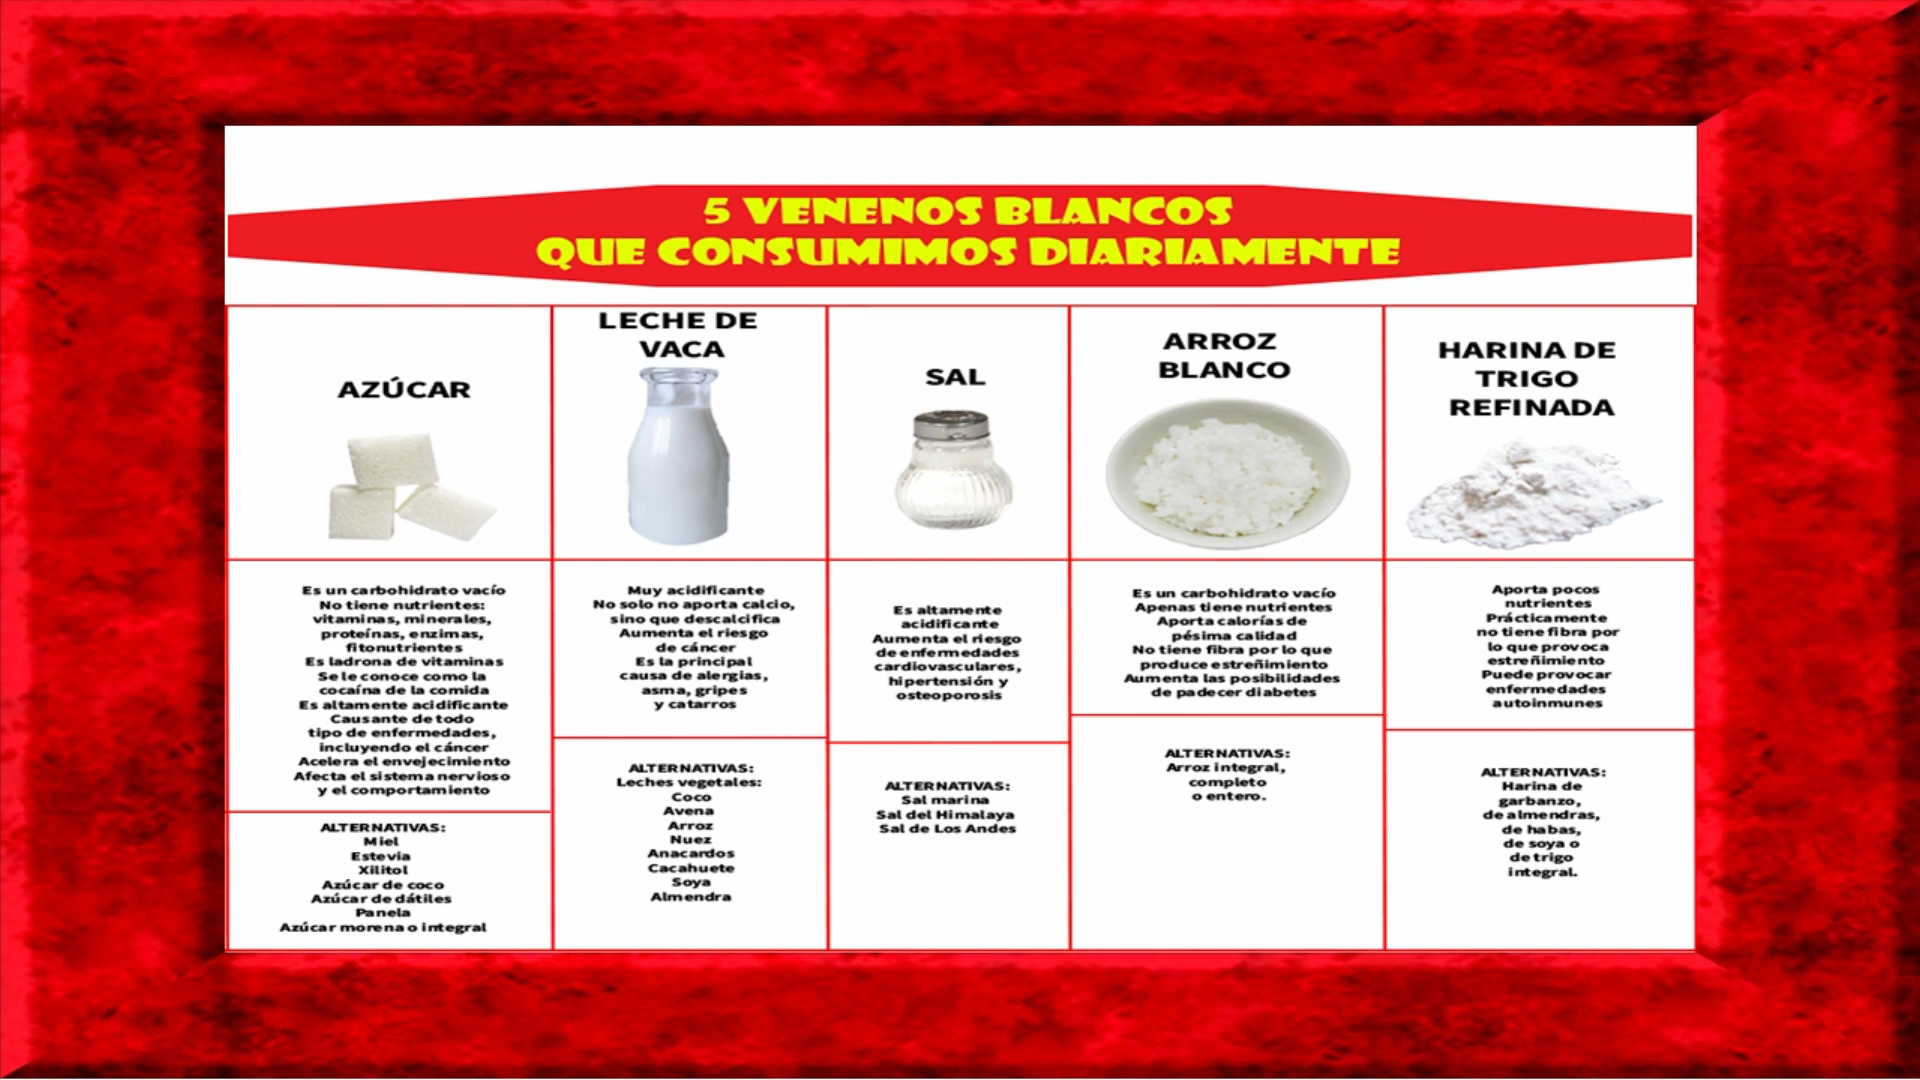 5 VENENOS BLANCOS
QUE CONSUMIMOS DIARIAMENTE
AZÚCAR
Es un carbohidrato vacío
No tiene nutrientes:
vitaminas, minerales,
proteínas, enzimas,
fitonutrientes
Es ladrona de vitaminas
Se le conoce como la
cocaína de la comida
Es altamente acidificante
Causante de todo
tipo de enfermedades,
incluyendo el cáncer
Acelera el envejecimiento
Afecta el sistema nervioso
y el comportamiento
ALTERNATIVAS:
Miel
Estevia
Xilitol
Azúcar de coco
Azúcar de dátiles
Panela
Azúcar morena o integral
LECHE DE
VACA
Muy acidificante
No solo no aporta calcio,
sino que descalcifica
Aumenta el riesgo
de cáncer
Es la principal
causa de alergias,
asma, gripes
y catarros
ALTERNATIVAS:
Leches vegetales:
Coco
Avena
Arroz
Nuez
Anacardos
Cacahuete
Soya
Almendra
SAL
Es altamente
acidificante
Aumenta el riesgo
de enfermedades
cardiovasculares,
hipertensión y
osteoporosis
ALTERNATIVAS:
Sal marina
Sal del Himalaya
Sal de Los Andes
ARROZ
BLANCO
Es un carbohidrato vacío
Apenas tiene nutrientes
Aporta calorías de
pésima calidad
No tiene fibra por lo que
produce estreñimiento
Aumenta las posibilidades
de padecer diabetes
ALTERNATIVAS:
Arroz integral,
completo
o entero.
HARINA DE
TRIGO
REFINADA
Aporta pocos
nutrientes
Prácticamente
no tiene fibra por
lo que provoca
estreñimiento
Puede provocar
enfermedades
autoinmunes
ALTERNATIVAS:
Harina de
garbanzo,
de almendras,
de habas,
de soya o
de trigo
integral.